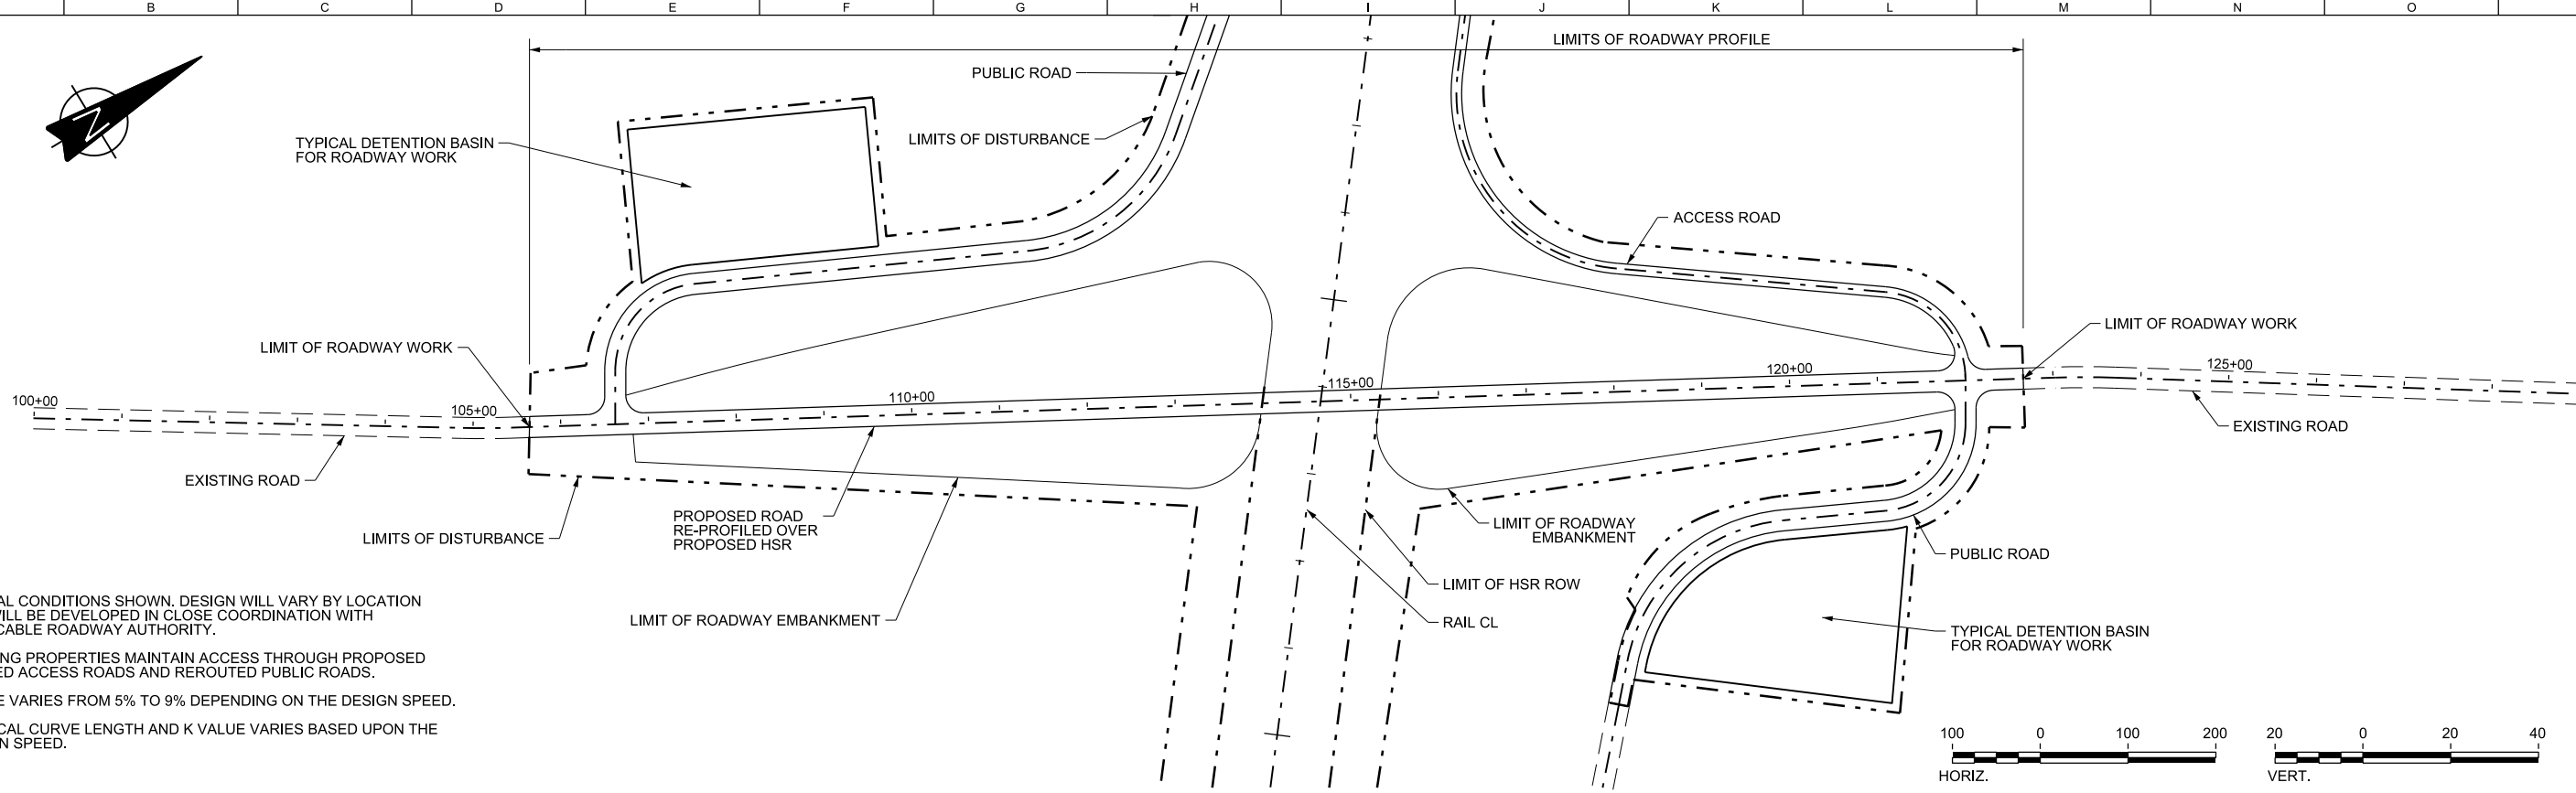 B C D E F G H I J K L M N O
LIMITS OF ROADWAY PROFILE
PUBLIC ROAD
N
TYPICAL DETENTION BASIN
FOR ROADWAY WORK
LIMITS OF DISTURBANCE
ACCESS ROAD
LIMIT OF ROADWAY WORK
LIMIT OF ROADWAY WORK
100+00
105+00
110+00
115+00
120+00
125+00
EXISTING ROAD
EXISTING ROAD
LIMITS OF DISTURBANCE
PROPOSED ROAD
RE-PROFILED OVER
PROPOSED HSR
LIMIT OF ROADWAY
EMBANKMENT
PUBLIC ROAD
LIMIT OF HSR ROW
LIMIT OF ROADWAY EMBANKMENT
RAIL CL
TYPICAL DETENTION BASIN
FOR ROADWAY WORK
AL CONDITIONS SHOWN. DESIGN WILL VARY BY LOCATION
WILL BE DEVELOPED IN CLOSE COORDINATION WITH
CABLE ROADWAY AUTHORITY.
NG PROPERTIES MAINTAIN ACCESS THROUGH PROPOSED
ED ACCESS ROADS AND REROUTED PUBLIC ROADS.
E VARIES FROM 5% TO 9% DEPENDING ON THE DESIGN SPEED.
CAL CURVE LENGTH AND K VALUE VARIES BASED UPON THE
N SPEED.
100 0 100 200
HORIZ.
20 0 20 40
VERT.